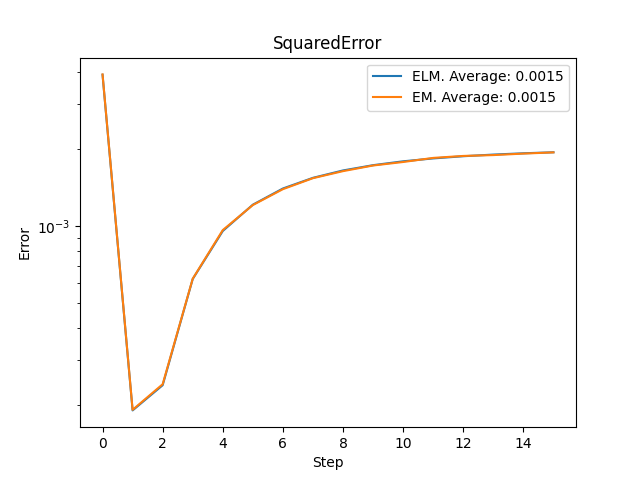 SquaredError
ELM. Average: 0.0015
EM. Average: 0.0015
10⁻³
Error
0 2 4 6 8 10 12 14
Step